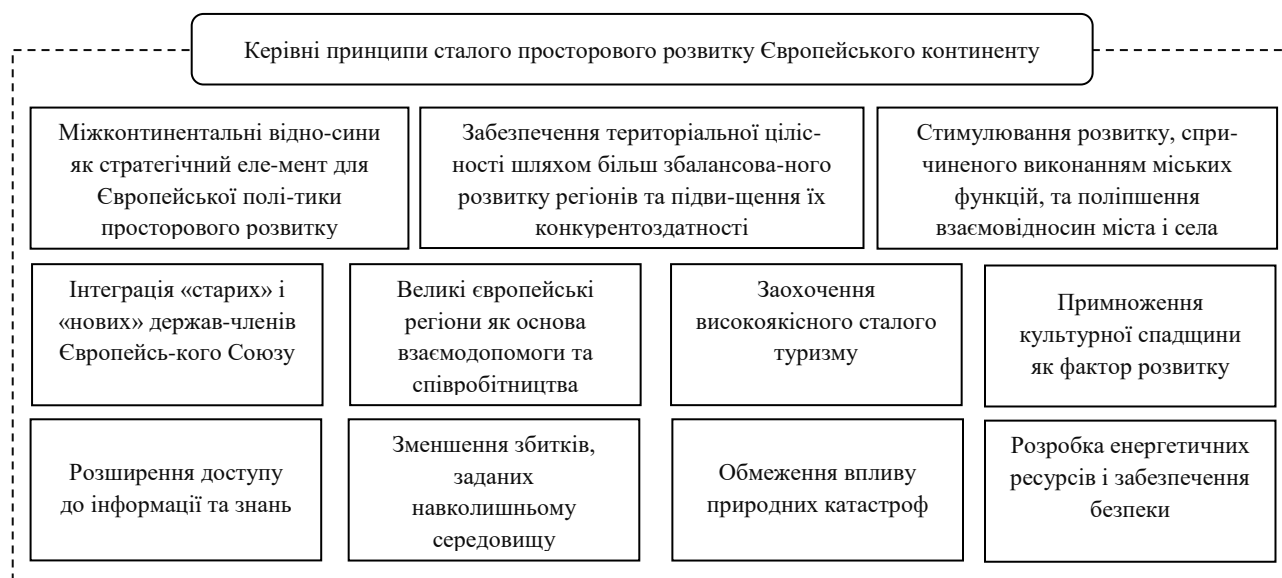 Керівні принципи сталого просторового розвитку Європейського континенту
Міжконтинентальні відно-сини
як стратегічний еле-мент для
Європейської полі-тики
просторового розвитку
Забезпечення територіальної ціліс-
ності шляхом більш збалансова-ного
розвитку регіонів та підви-щення їх
конкурентоздатності
Стимулювання розвитку, спри-
чиненого виконанням міських
функцій, та поліпшення
взаємовідносин міста і села
Інтеграція «старих» і
«нових» держав-членів
Європейсь-кого Союзу
Великі європейські
регіони як основа
взаємодопомоги та
співробітництва
Заохочення
високоякісного сталого
туризму
Примноження
культурної спадщини
як фактор розвитку
Розширення доступу
до інформації та знань
Зменшення збитків,
заданих
навколишньому
середовищу
Обмеження впливу
природних катастроф
Розробка енергетичних
ресурсів і забезпечення
безпеки